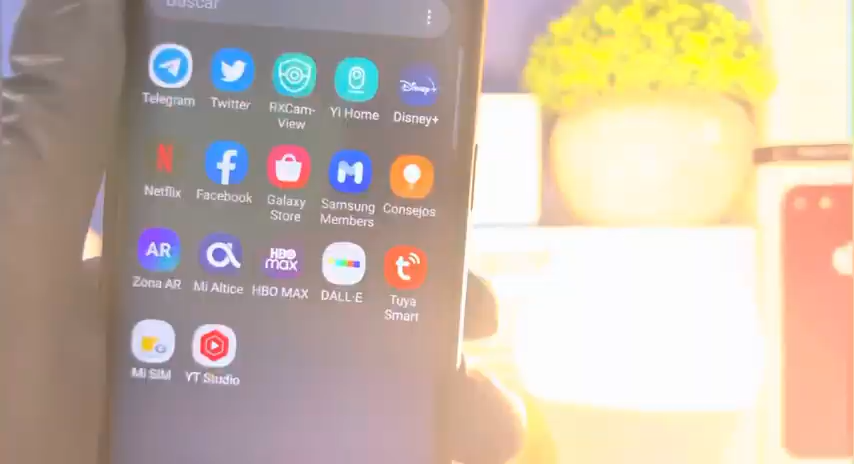 Buscar
Telegram
Twitter
RXCam-
View
Yi Home
Disney+
Disney+
N
Netflix
f
Facebook
Galaxy
Store
Samsung
Members
Consejos
AR
Zona AR
Mi Altice
HBO
max
HBO MAX
DALL·E
t
Tuya
Smart
G
Mi SIM
YT Studio